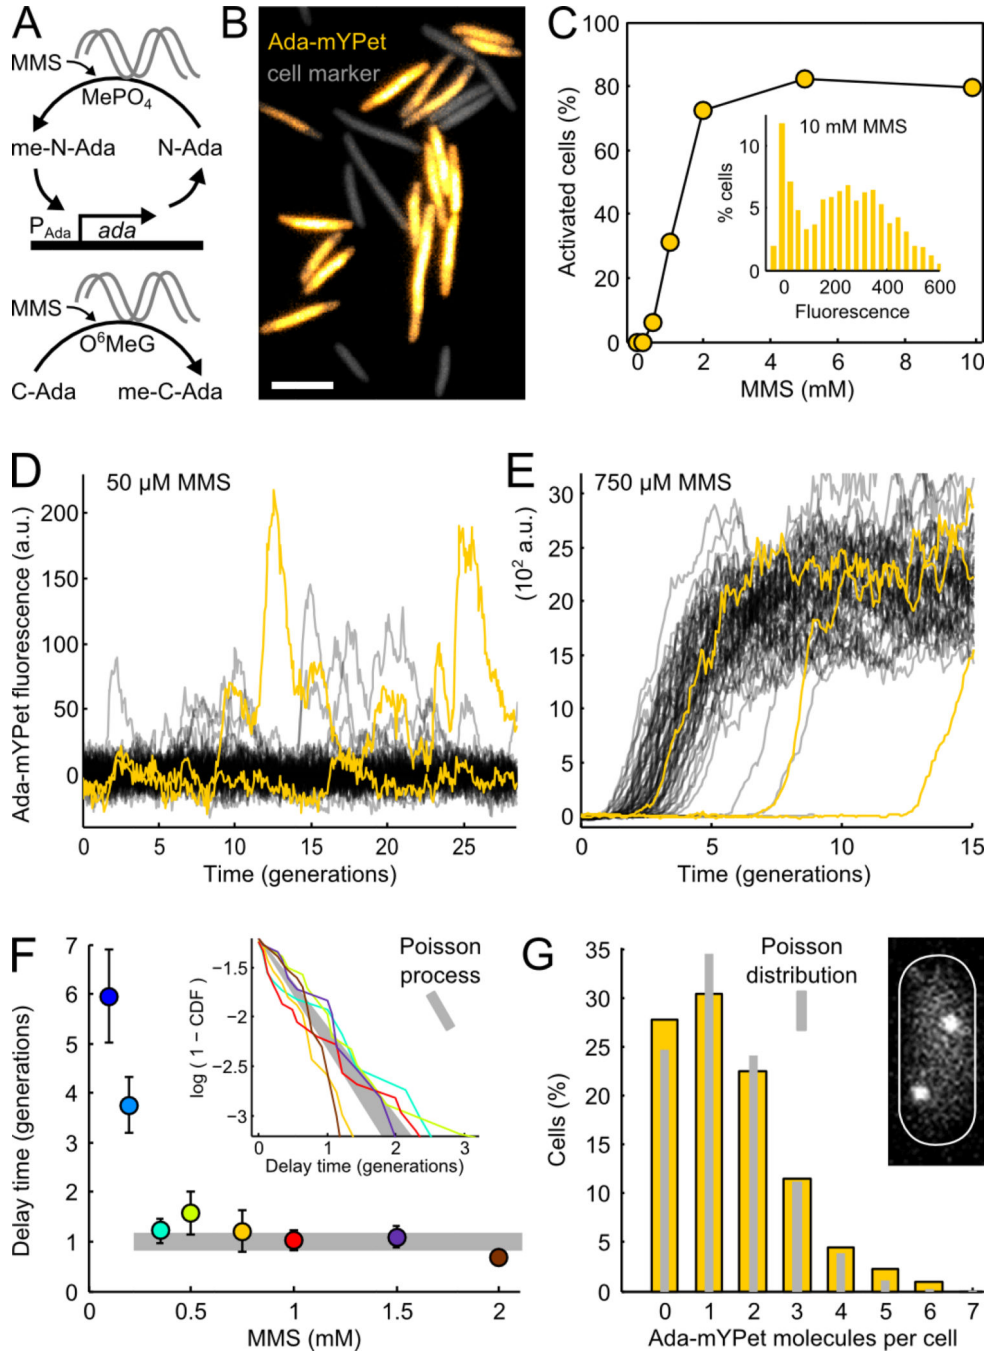 A
MMS
MePO4
me-N-Ada
N-Ada
PAda
ada
MMS
O6MeG
C-Ada
me-C-Ada
B
Ada-mYPet
cell marker
C
Activated cells (%)
100
80
60
40
20
0
0
2
4
6
8
10
MMS (mM)
10 mM MMS
% cells
10
5
0
0
200
400
600
Fluorescence
D
50 µM MMS
Ada-mYPet fluorescence (a.u.)
200
150
100
50
0
0
5
10
15
20
25
Time (generations)
E
750 µM MMS
(10² a.u.)
30
25
20
15
10
5
0
0
5
10
15
Time (generations)
F
Delay time (generations)
7
6
5
4
3
2
1
0
0
0.5
1
1.5
2
MMS (mM)
Poisson
process
log ( 1 − CDF )
−1.5
−2
−2.5
−3
0
1
2
3
Delay time (generations)
G
Poisson
distribution
Cells (%)
35
30
25
20
15
10
5
0
0
1
2
3
4
5
6
7
Ada-mYPet molecules per cell